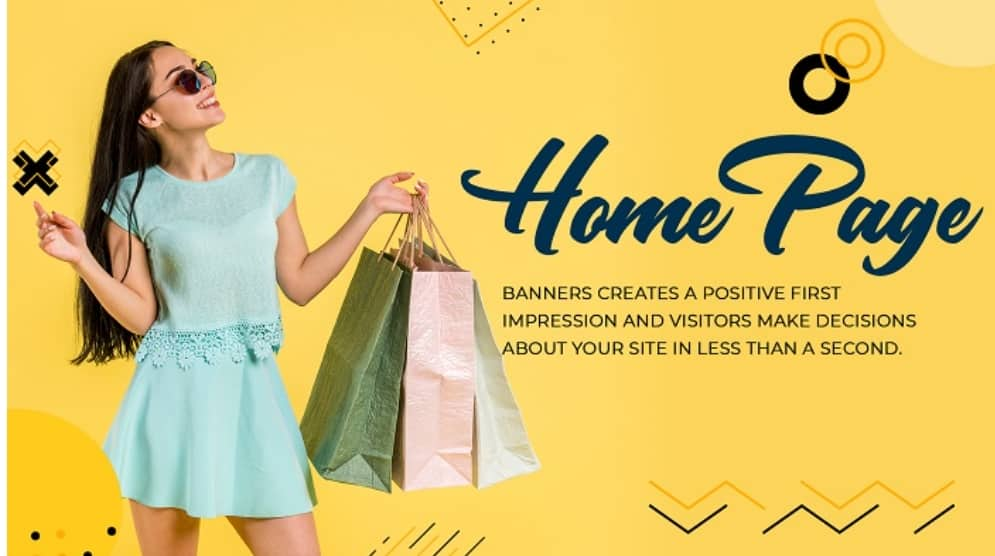 Home Page
BANNERS CREATES A POSITIVE FIRST
IMPRESSION AND VISITORS MAKE DECISIONS
ABOUT YOUR SITE IN LESS THAN A SECOND.